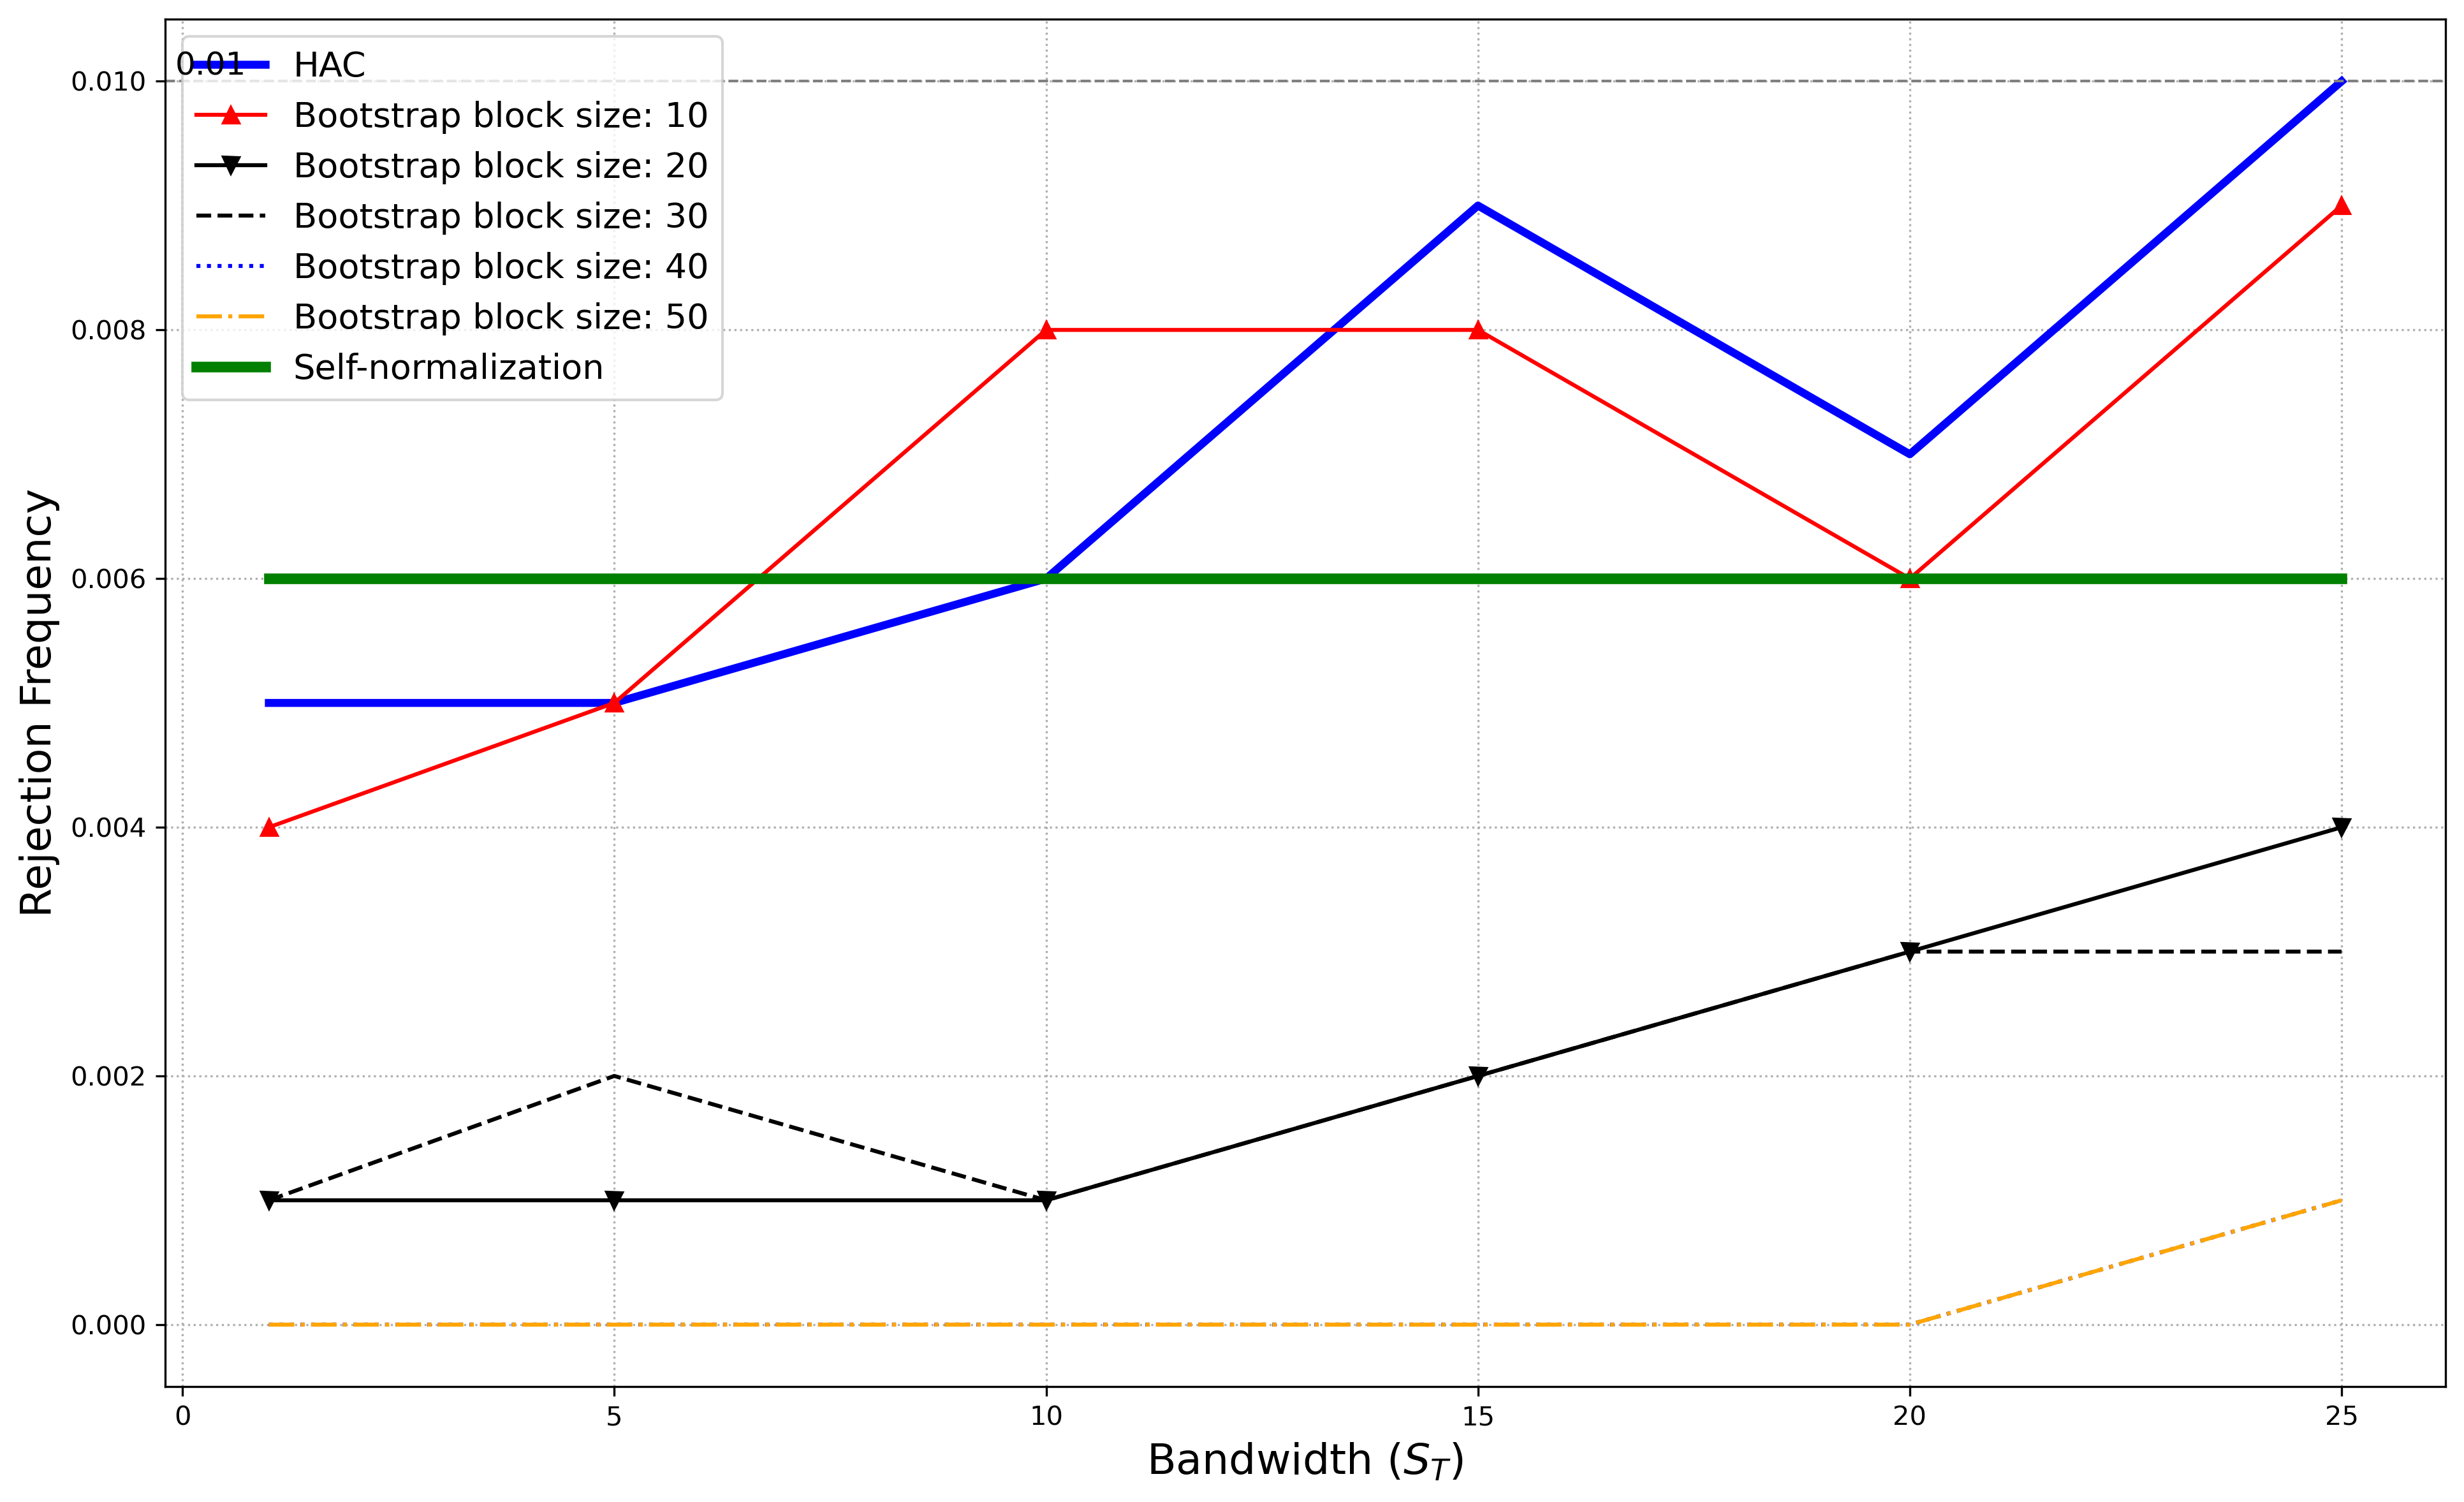 0.01
HAC
Bootstrap block size: 10
Bootstrap block size: 20
Bootstrap block size: 30
Bootstrap block size: 40
Bootstrap block size: 50
Self-normalization
Rejection Frequency
0.010
0.008
0.006
0.004
0.002
0.000
0 5 10 15 20 25
Bandwidth (S_T)